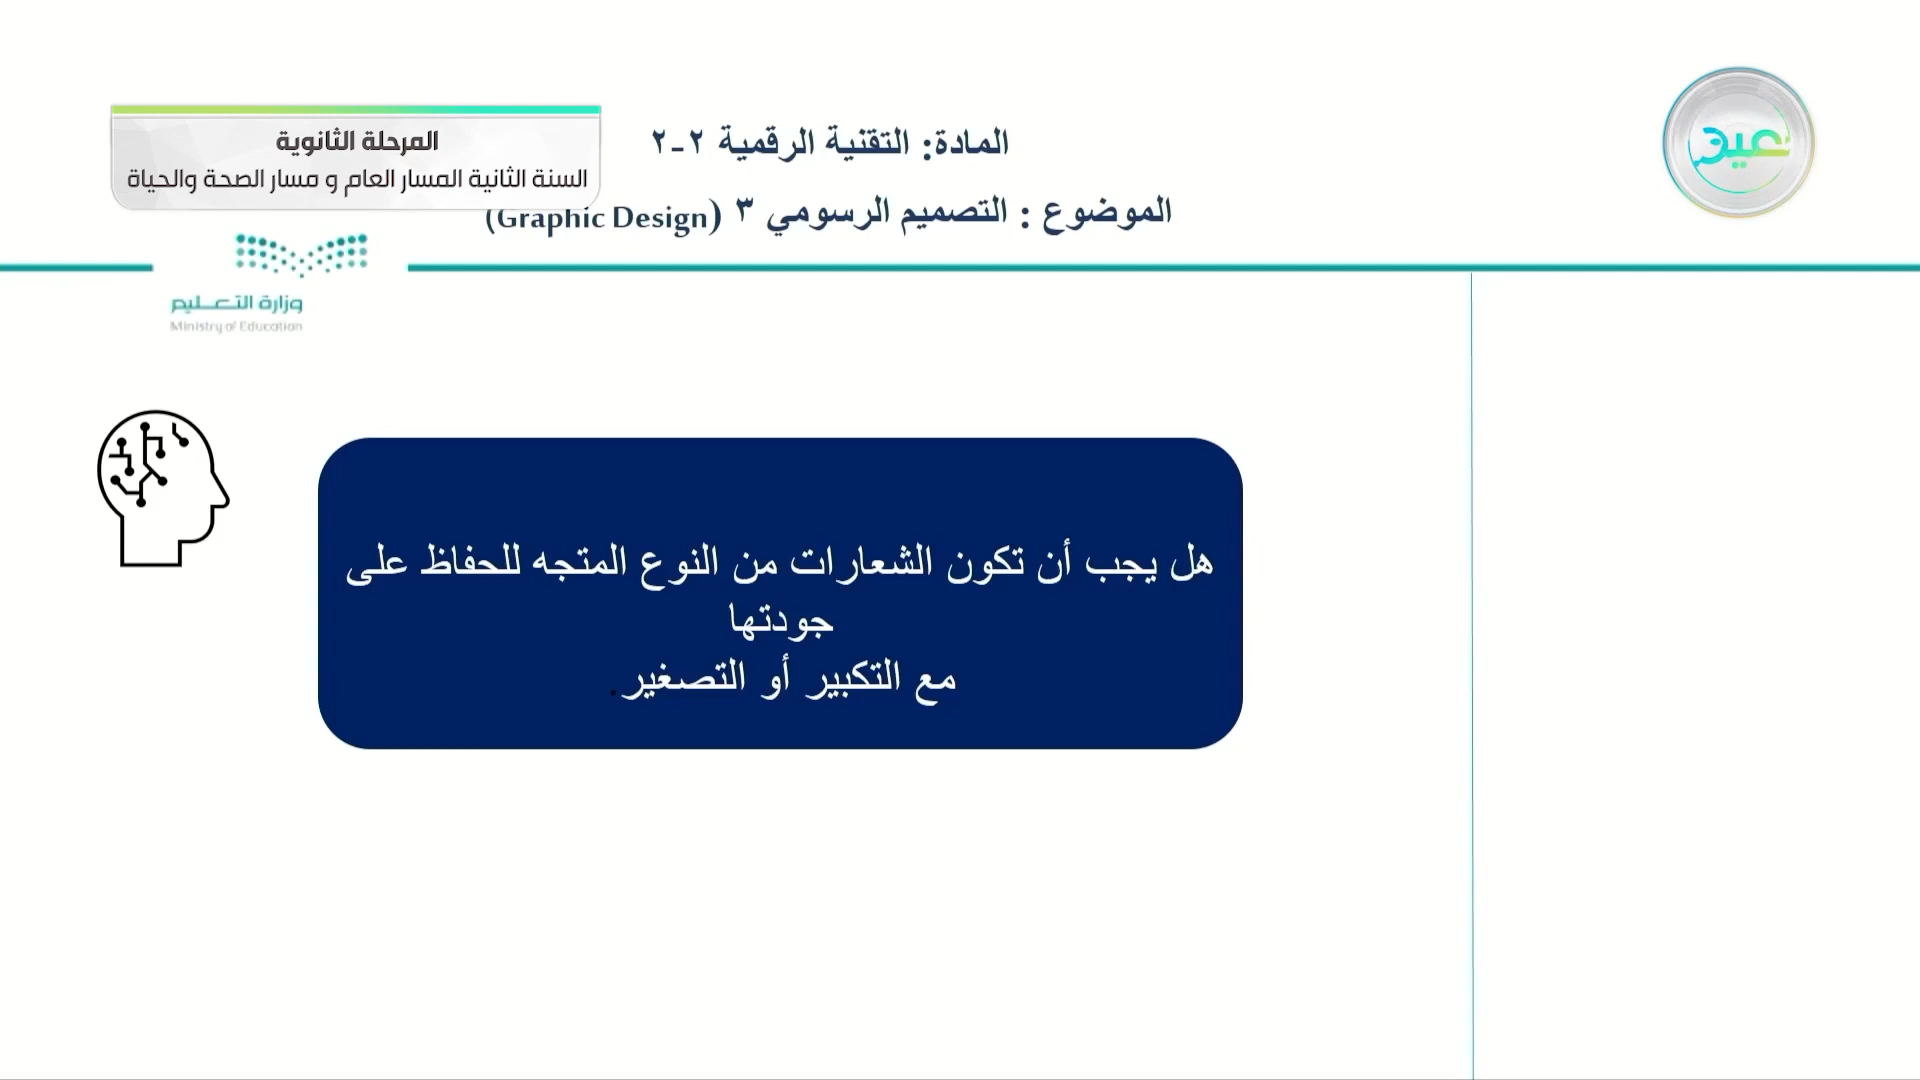 المرحلة الثانوية
السنة الثانية المسار العام و مسار الصحة والحياة
المادة: التقنية الرقمية ٢-٢
الموضوع : التصميم الرسومي ٣ (Graphic Design)
عين
وزارة التعليم
Ministry of Education
هل يجب أن تكون الشعارات من النوع المتجه للحفاظ على
جودتها
مع التكبير أو التصغير.